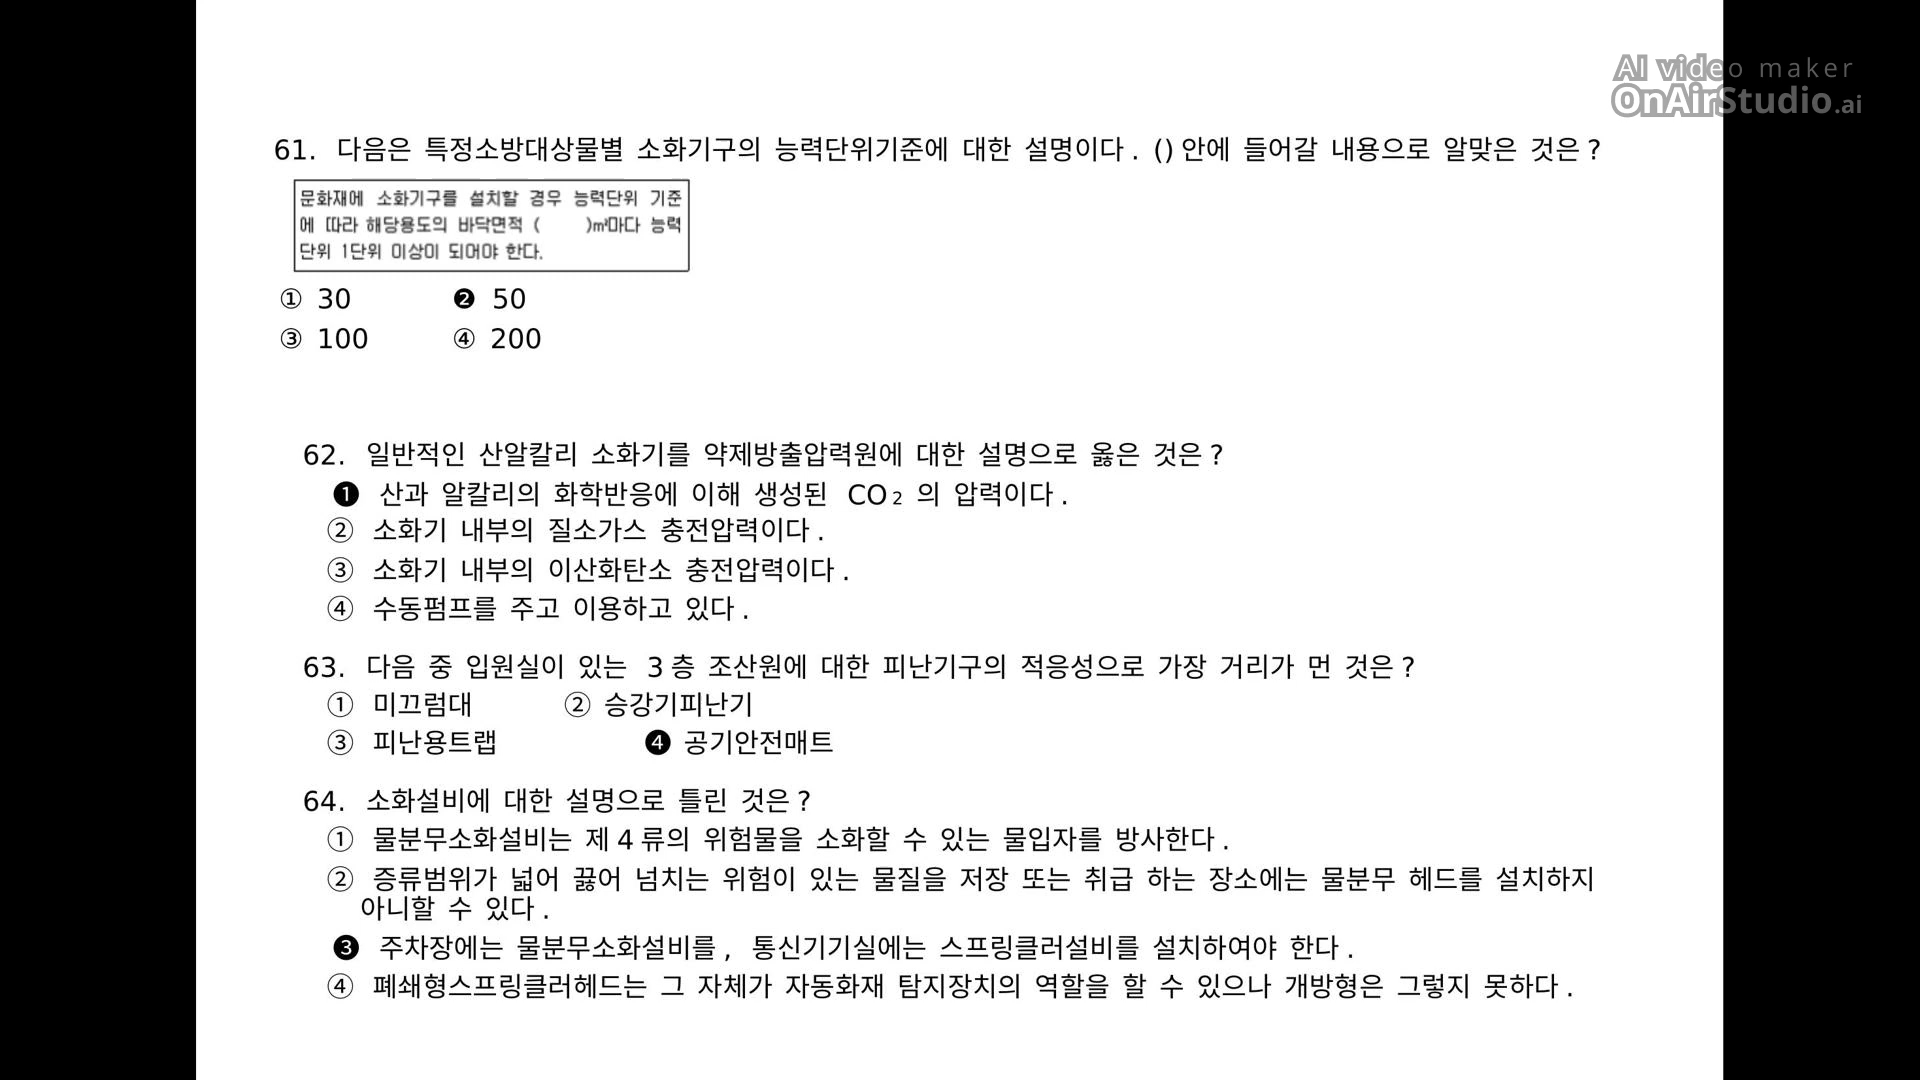 AI video maker
OnAirStudio.ai
61. 다음은 특정소방대상물별 소화기구의 능력단위기준에 대한 설명이다. ()안에 들어갈 내용으로 알맞은 것은?
문화재에 소화기구를 설치할 경우 능력단위 기준
에 따라 해당용도의 바닥면적 ( )㎡마다 능력
단위 1단위 이상이 되어야 한다.
① 30 ❷ 50
③ 100 ④ 200
62. 일반적인 산알칼리 소화기를 약제방출압력원에 대한 설명으로 옳은 것은?
❶ 산과 알칼리의 화학반응에 이해 생성된 CO₂의 압력이다.
② 소화기 내부의 질소가스 충전압력이다.
③ 소화기 내부의 이산화탄소 충전압력이다.
④ 수동펌프를 주고 이용하고 있다.
63. 다음 중 입원실이 있는 3층 조산원에 대한 피난기구의 적응성으로 가장 거리가 먼 것은?
① 미끄럼대 ② 승강기피난기
③ 피난용트랩 ❹ 공기안전매트
64. 소화설비에 대한 설명으로 틀린 것은?
① 물분무소화설비는 제4류의 위험물을 소화할 수 있는 물입자를 방사한다.
② 증류범위가 넓어 끓어 넘치는 위험이 있는 물질을 저장 또는 취급 하는 장소에는 물분무 헤드를 설치하지
아니할 수 있다.
❸ 주차장에는 물분무소화설비를, 통신기기실에는 스프링클러설비를 설치하여야 한다.
④ 폐쇄형스프링클러헤드는 그 자체가 자동화재 탐지장치의 역할을 할 수 있으나 개방형은 그렇지 못하다.